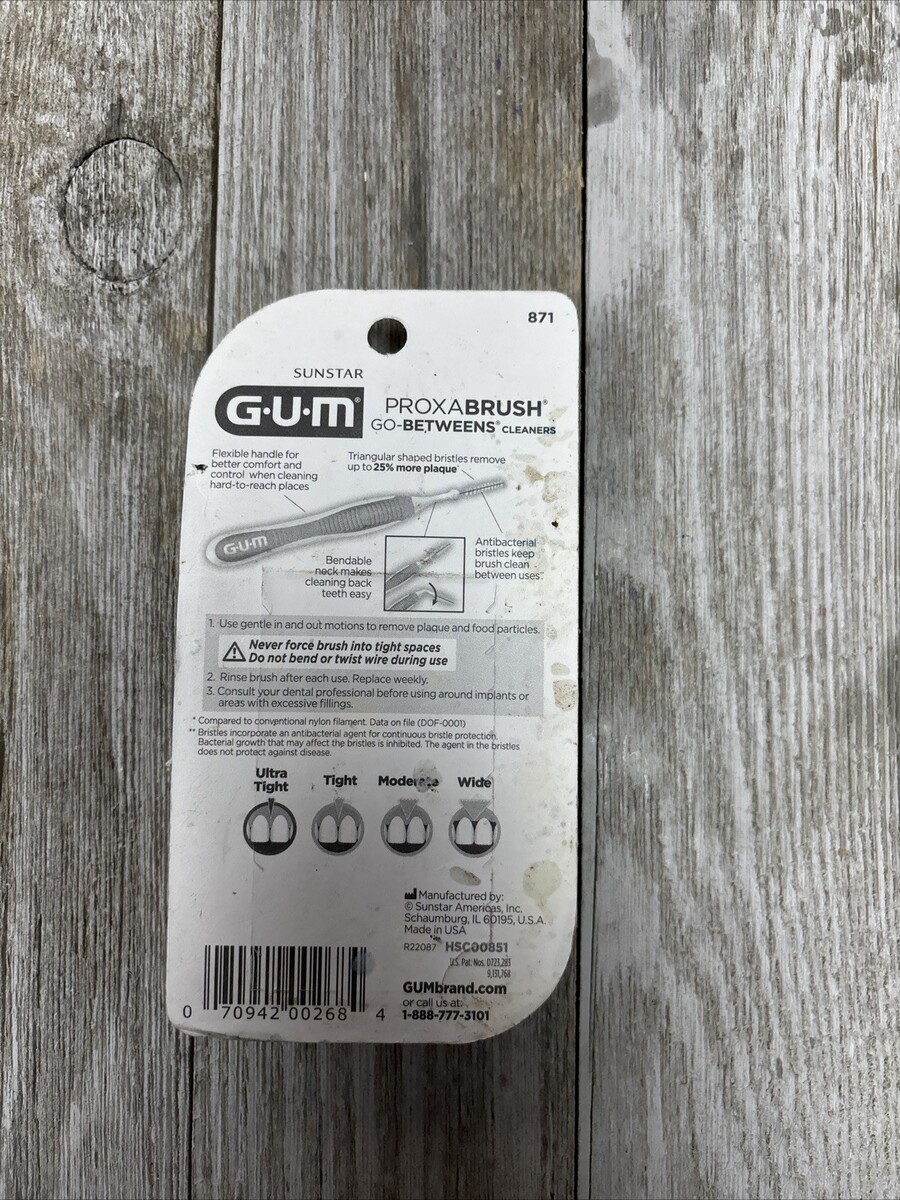 871
SUNSTAR
G·U·M®
PROXABRUSH®
GO-BETWEENS® CLEANERS
Flexible handle for
better comfort and
control when cleaning
hard-to-reach places
Triangular shaped bristles remove
up to 25% more plaque*
G·U·M
Bendable
neck makes
cleaning back
teeth easy
Antibacterial
bristles keep
brush clean
between uses**
1. Use gentle in and out motions to remove plaque and food particles.
Never force brush into tight spaces
Do not bend or twist wire during use
2. Rinse brush after each use. Replace weekly.
3. Consult your dental professional before using around implants or
areas with excessive fillings.
* Compared to conventional nylon filament. Data on file (DOF-0001)
** Bristles incorporate an antibacterial agent for continuous bristle protection.
Bacterial growth that may affect the bristles is inhibited. The agent in the bristles
does not protect against disease.
Ultra
Tight
Tight
Moderate
Wide
Manufactured by:
© Sunstar Americas, Inc.
Schaumburg, IL 60195, U.S.A.
Made in USA
R22087 HSC00851
U.S. Pat. Nos. D723,283
9,131,768
GUMbrand.com
or call us at:
1-888-777-3101
0 70942 00268 4